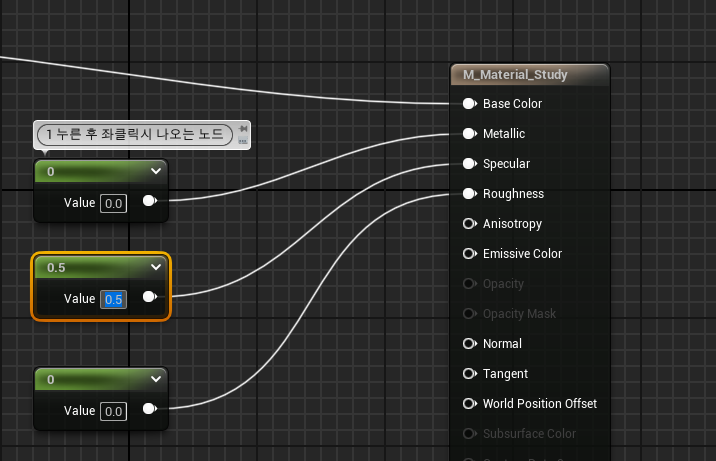 M_Material_Study
Base Color
1 누른 후 좌클릭시 나오는 노드
Metallic
0
Specular
Value 0.0
Roughness
Anisotropy
Emissive Color
0.5
Opacity
Value 0.5
Opacity Mask
Normal
Tangent
0
World Position Offset
Value 0.0
Subsurface Color